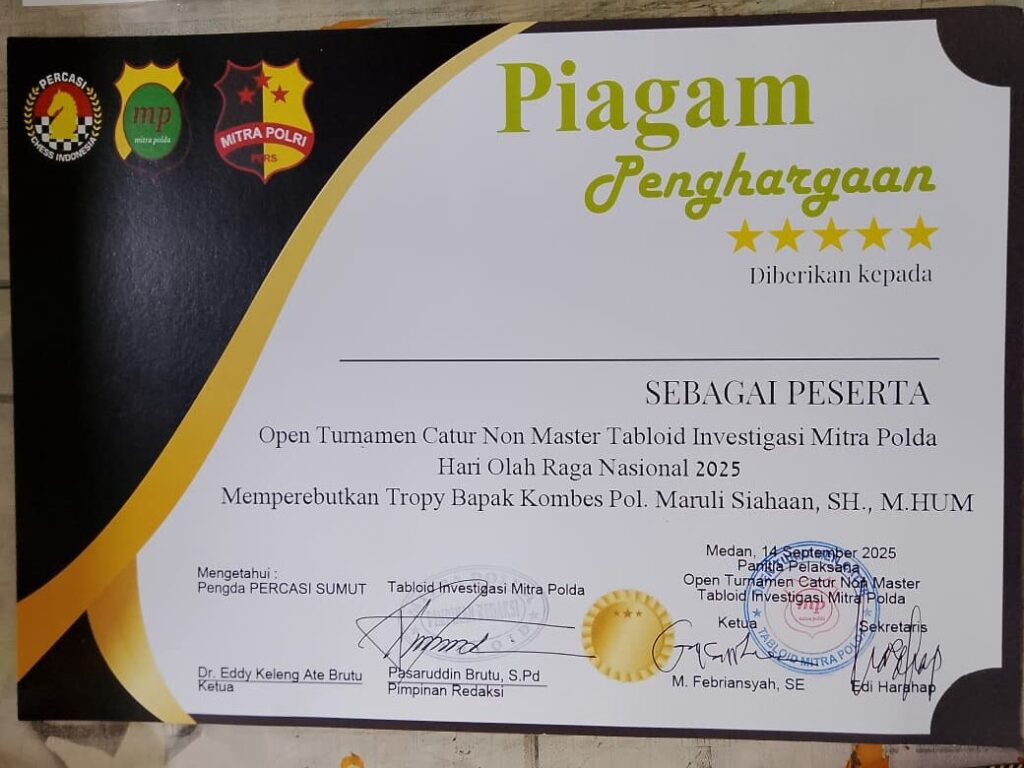 PERCASI
CHESS INDONESIA
mp
mitra polda
MITRA POLRI
PERS
Piagam
Penghargaan
Diberikan kepada
SEBAGAI PESERTA
Open Turnamen Catur Non Master Tabloid Investigasi Mitra Polda
Hari Olah Raga Nasional 2025
Memperebutkan Tropy Bapak Kombes Pol. Maruli Siahaan, SH., M.HUM
Medan, 14 September 2025
Panitia Pelaksana
Open Turnamen Catur Non Master
Tabloid Investigasi Mitra Polda
Mengetahui :
Pengda PERCASI SUMUT
Tabloid Investigasi Mitra Polda
Ketua
Sekretaris
mp
TABLOID MITRA POLDA
Dr. Eddy Keleng Ate Brutu
Ketua
Pasaruddin Brutu, S.Pd
Pimpinan Redaksi
M. Febriansyah, SE
Edi Harahap